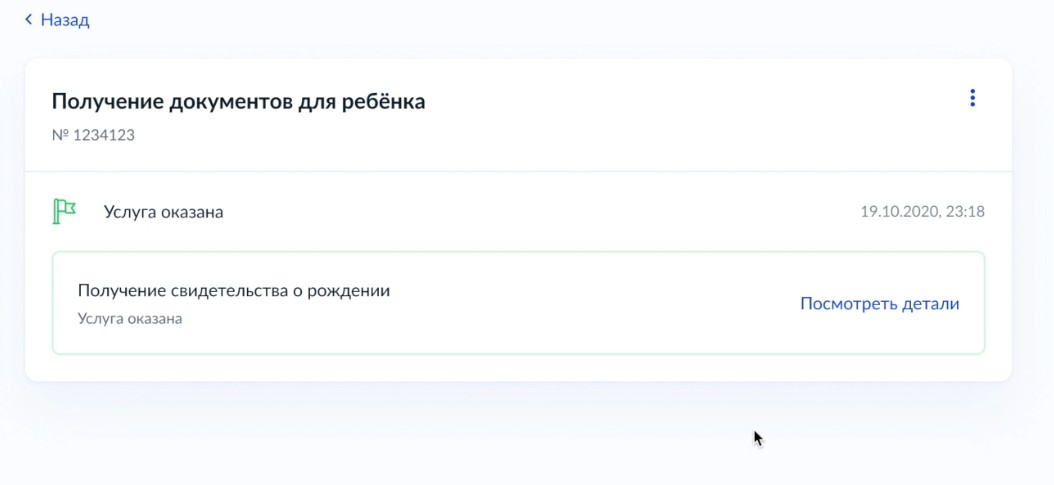 Назад
Получение документов для ребёнка
№ 1234123
Услуга оказана
19.10.2020, 23:18
Получение свидетельства о рождении
Услуга оказана
Посмотреть детали